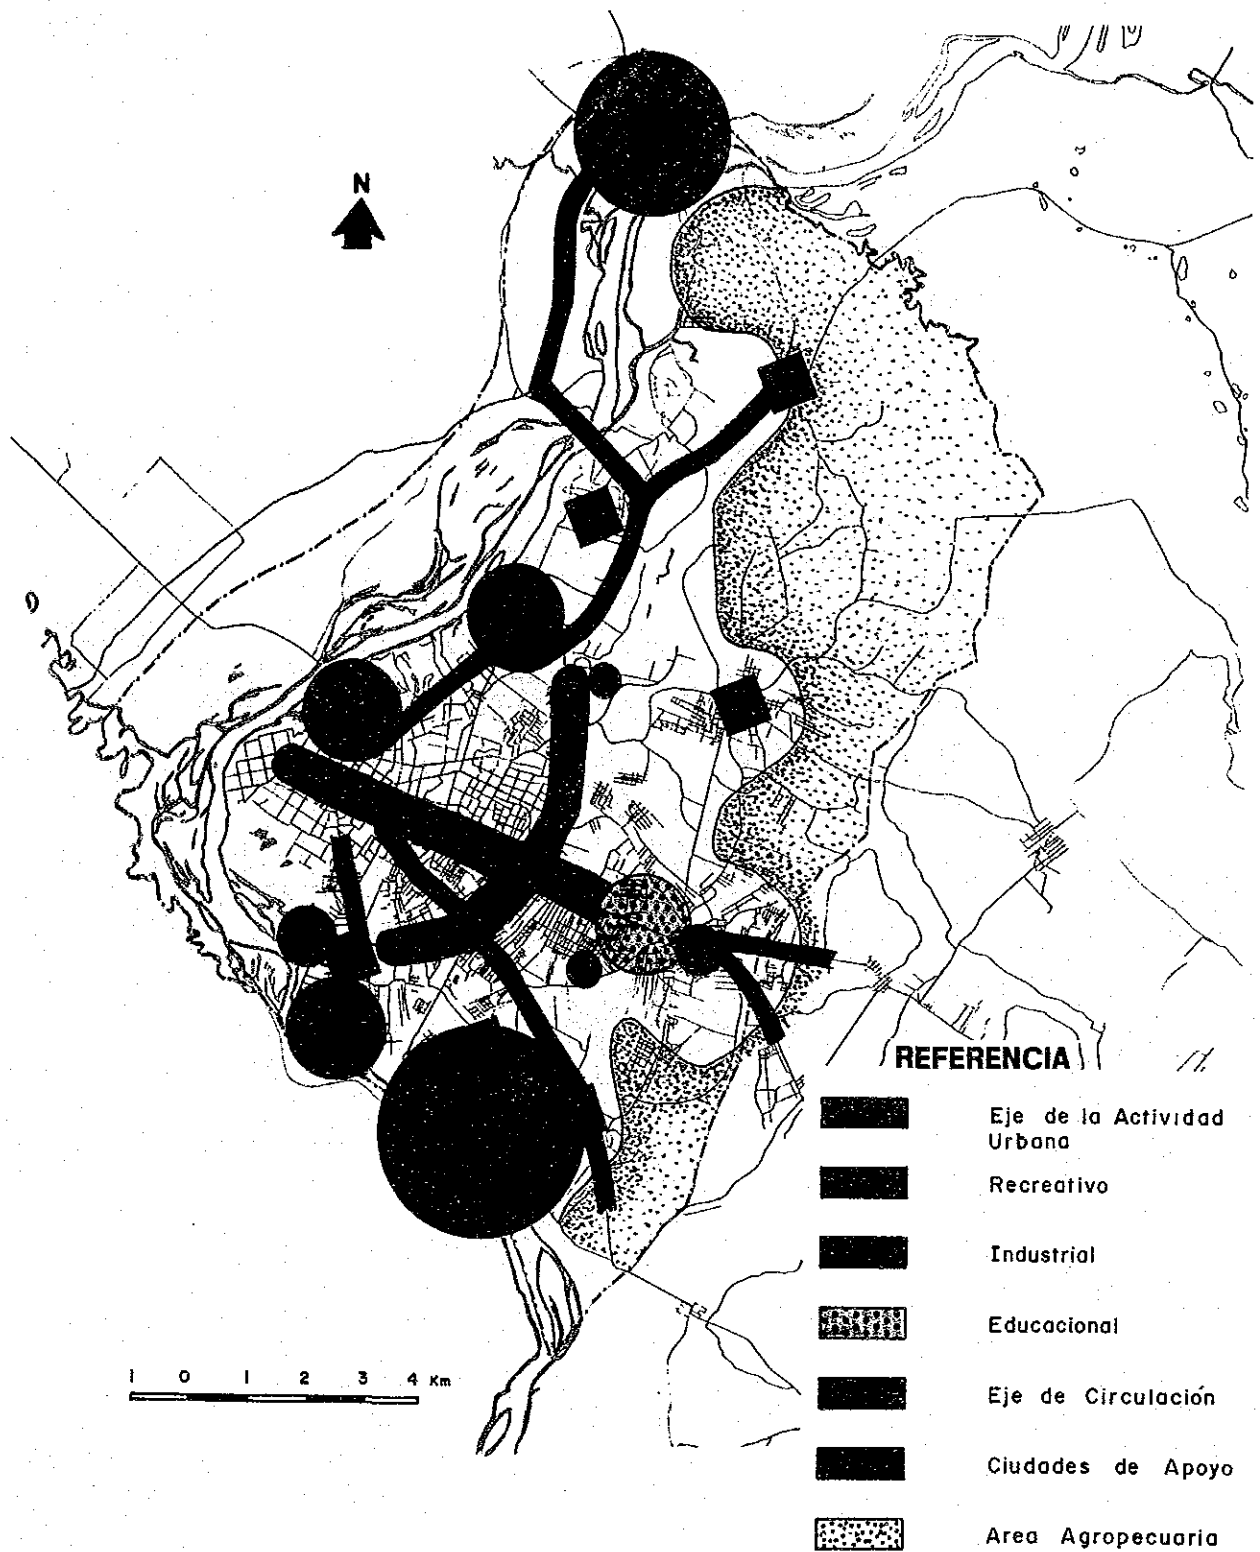 N
REFERENCIA
Eje de la Actividad
Urbana
Recreativo
Industrial
Educacional
Eje de Circulación
Ciudades de Apoyo
Area Agropecuaria
1 0 1 2 3 4 Km